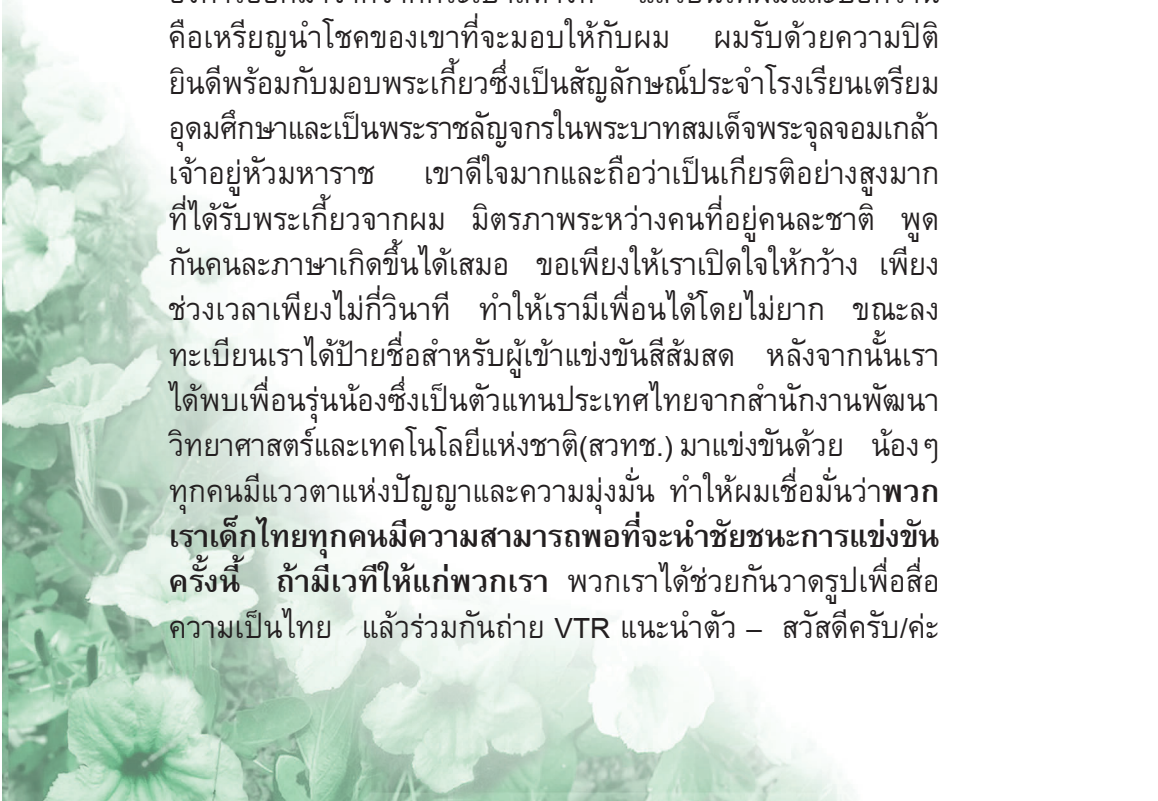 คือเหรียญนำโชคของเขาที่จะมอบให้กับผม ผมรับด้วยความปิติ
ยินดีพร้อมกับมอบพระเกี้ยวซึ่งเป็นสัญลักษณ์ประจำโรงเรียนเตรียม
อุดมศึกษาและเป็นพระราชลัญจกรในพระบาทสมเด็จพระจุลจอมเกล้า
เจ้าอยู่หัวมหาราช เขาดีใจมากและถือว่าเป็นเกียรติอย่างสูงมาก
ที่ได้รับพระเกี้ยวจากผม มิตรภาพระหว่างคนที่อยู่คนละชาติ พูด
กันคนละภาษาเกิดขึ้นได้เสมอ ขอเพียงให้เราเปิดใจให้กว้าง เพียง
ช่วงเวลาเพียงไม่กี่วินาที ทำให้เรามีเพื่อนได้โดยไม่ยาก ขณะลง
ทะเบียนเราได้ป้ายชื่อสำหรับผู้เข้าแข่งขันสีส้มสด หลังจากนั้นเรา
ได้พบเพื่อนรุ่นน้องซึ่งเป็นตัวแทนประเทศไทยจากสำนักงานพัฒนา
วิทยาศาสตร์และเทคโนโลยีแห่งชาติ(สวทช.) มาแข่งขันด้วย น้องๆ
ทุกคนมีแววตาแห่งปัญญาและความมุ่งมั่น ทำให้ผมเชื่อมั่นว่าพวก
เราเด็กไทยทุกคนมีความสามารถพอที่จะนำชัยชนะการแข่งขัน
ครั้งนี้ ถ้ามีเวทีให้แก่พวกเรา พวกเราได้ช่วยกันวาดรูปเพื่อสื่อ
ความเป็นไทย แล้วร่วมกันถ่าย VTR แนะนำตัว – สวัสดีครับ/ค่ะ